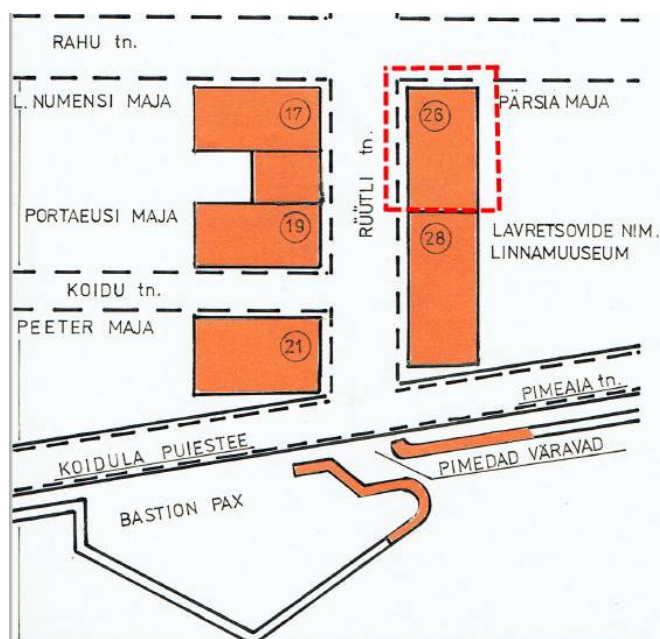 RAHU tn.
L. NUMENSI MAJA
17
26
PÄRSIA MAJA
RÜÜTLI tn.
PORTAEUSI MAJA
19
28
LAVRETSOVIDE NIM.
LINNAMUUSEUM
KOIDU tn.
PEETER MAJA
21
PIMEAIA tn.
KOIDULA PUIESTEE
PIMEDAD VÄRAVAD
BASTION PAX